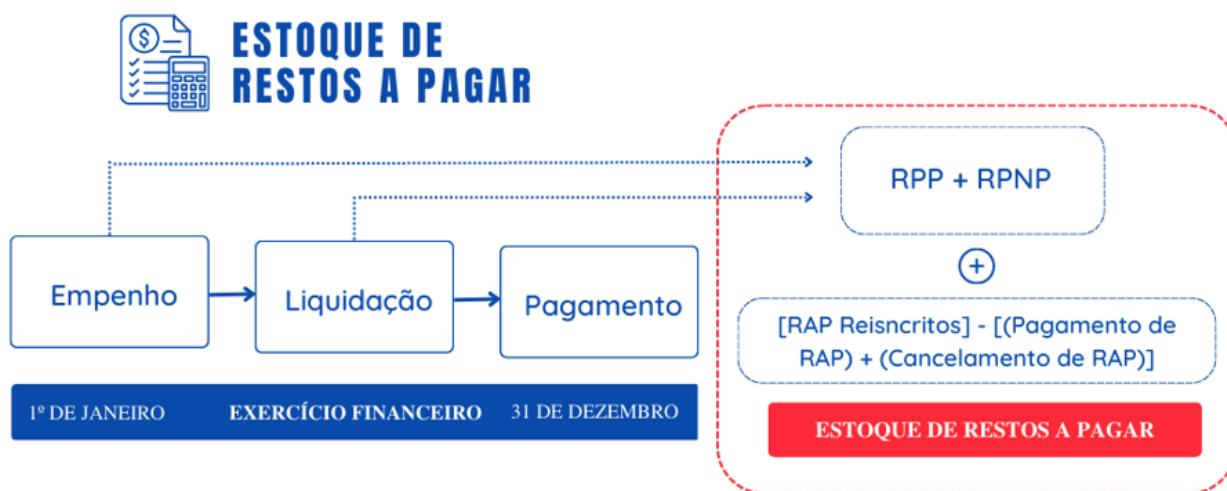 ESTOQUE DE
RESTOS A PAGAR
RPP + RPNP
Empenho
Liquidação
Pagamento
[RAP Reisncritos] - [(Pagamento de
RAP) + (Cancelamento de RAP)]
1º DE JANEIRO EXERCÍCIO FINANCEIRO 31 DE DEZEMBRO
ESTOQUE DE RESTOS A PAGAR